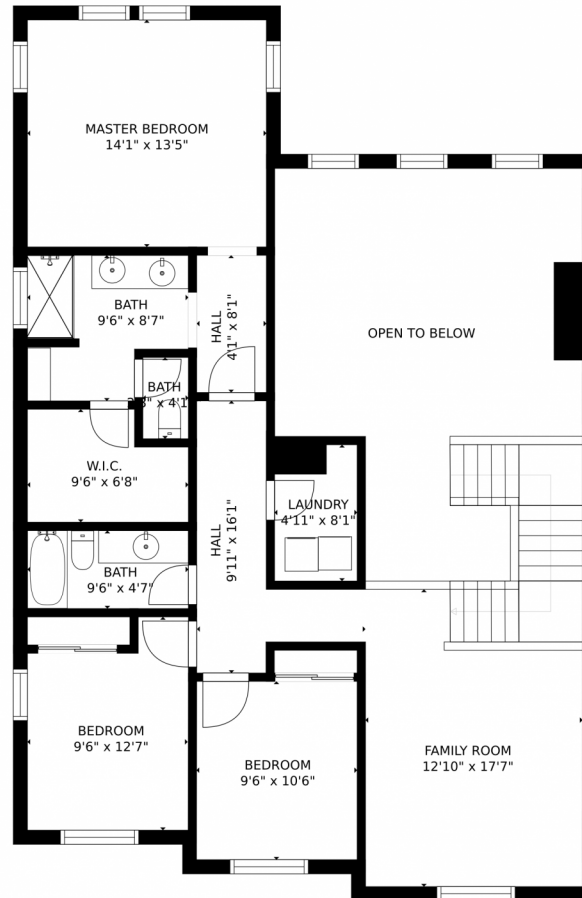 MASTER BEDROOM
14'1" x 13'5"
BATH
9'6" x 8'7"
HALL
4'1" x 8'1"
OPEN TO BELOW
BATH
x 4'1"
W.I.C.
9'6" x 6'8"
HALL
9'11" x 16'1"
LAUNDRY
4'11" x 8'1"
BATH
9'6" x 4'7"
BEDROOM
9'6" x 12'7"
BEDROOM
9'6" x 10'6"
FAMILY ROOM
12'10" x 17'7"